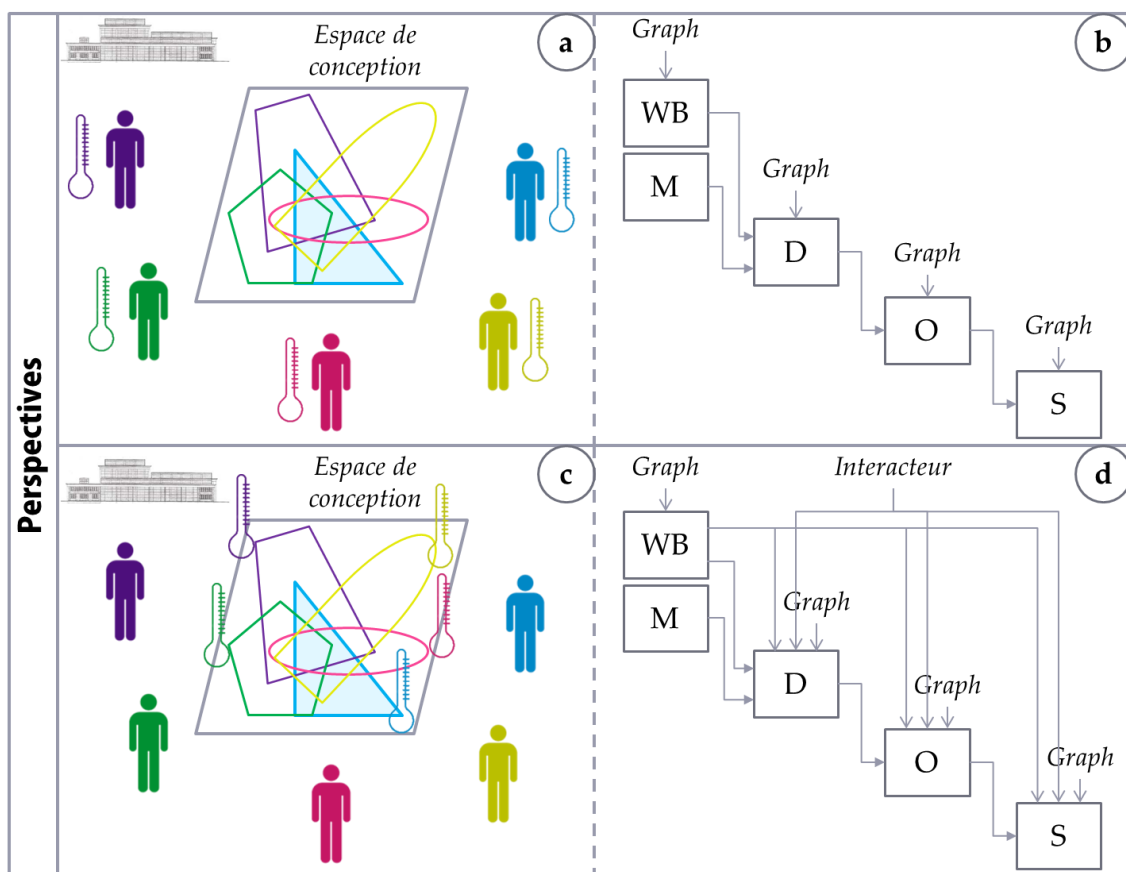 Perspectives
Espace de
conception
a
Graph
b
WB
M
Graph
D
Graph
O
Graph
S
Espace de
conception
c
Graph
Interacteur
d
WB
M
Graph
D
Graph
O
Graph
S